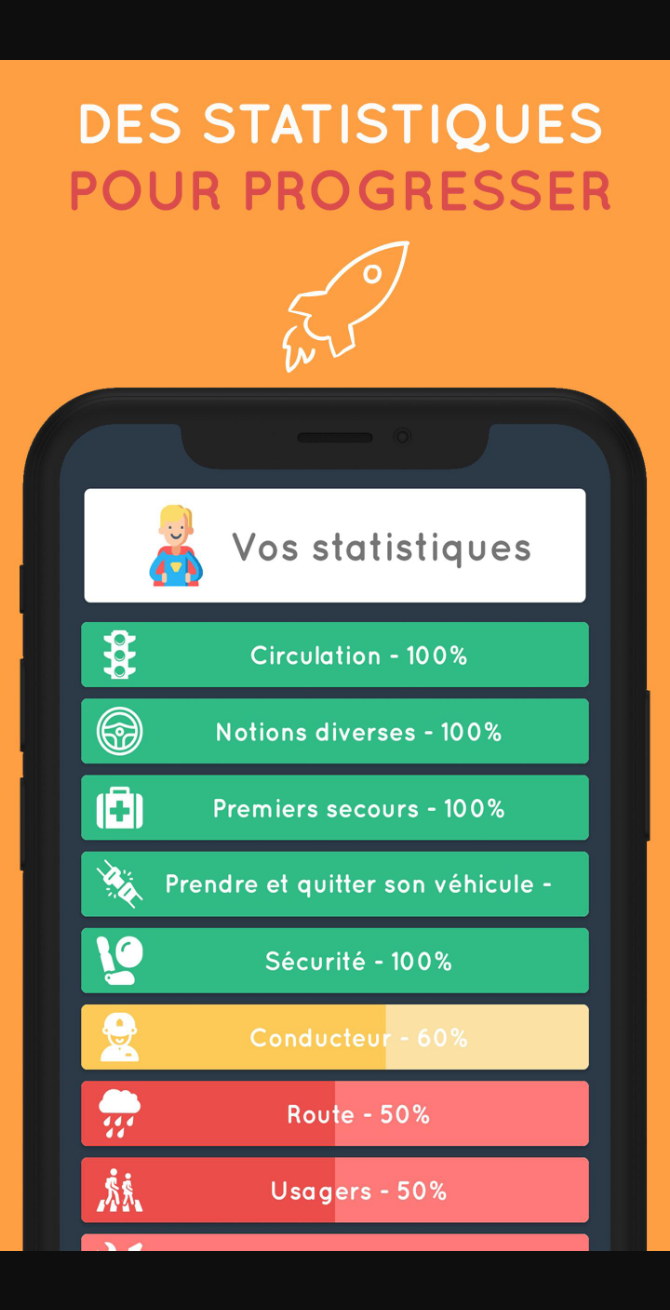 DES STATISTIQUES
POUR PROGRESSER
Vos statistiques
Circulation - 100%
Notions diverses - 100%
Premiers secours - 100%
Prendre et quitter son véhicule -
Sécurité - 100%
Conducteur - 60%
Route - 50%
Usagers - 50%